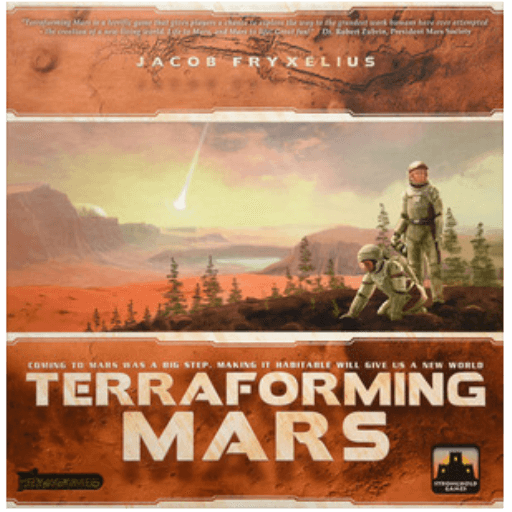 "Terraforming Mars is a terrific game that gives players a chance to explore the way to the grandest work humans have ever attempted
- The creation of a new living world. Life to Mars, and Mars to life. Great fun!" / Dr. Robert Zubrin, President Mars Society
JACOB FRYXELIUS
COMING TO MARS WAS A BIG STEP. MAKING IT HABITABLE WILL GIVE US A NEW WORLD
TERRAFORMING
MARS
FRYXGAMES
STRONGHOLD
GAMES